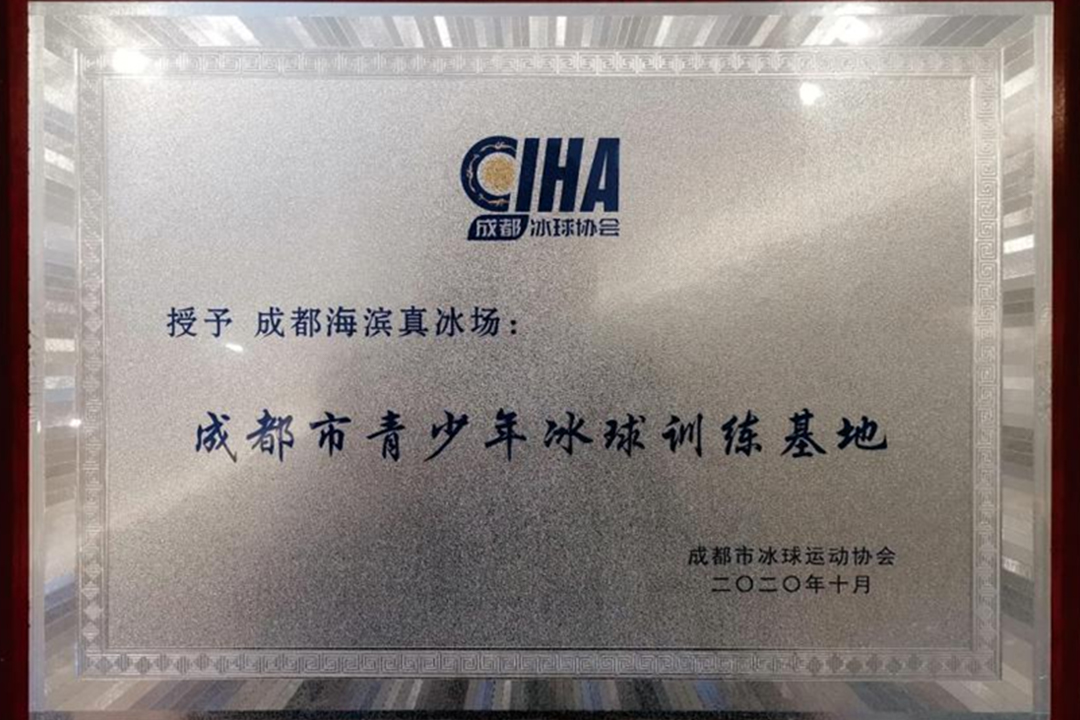 CIHA
成都冰球协会
授予 成都海滨真冰场：
成都市青少年冰球训练基地
成都市冰球运动协会
二〇二〇年十月